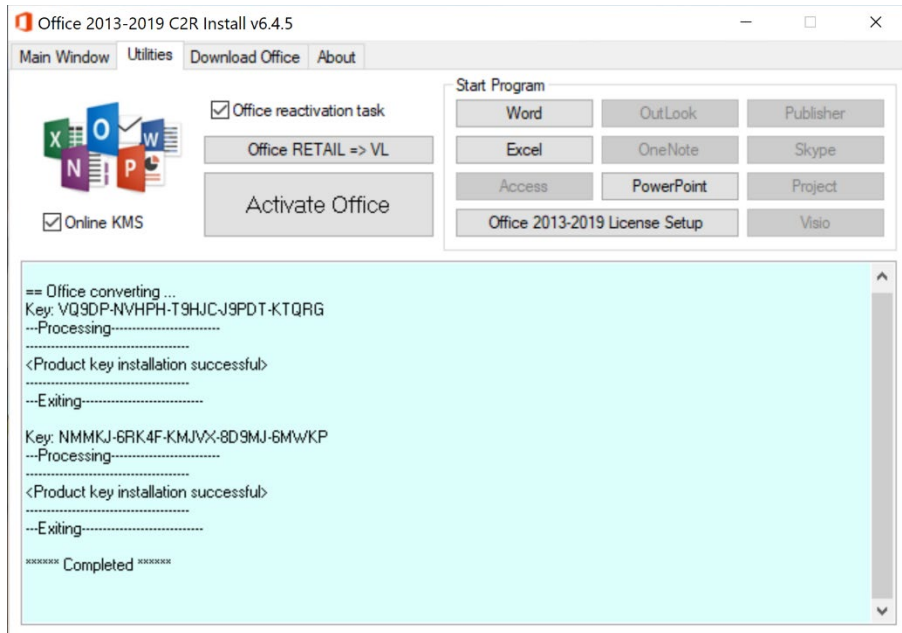 Office 2013-2019 C2R Install v6.4.5
Main Window Utilities Download Office About
Start Program
Office reactivation task
Word OutLook Publisher
Office RETAIL => VL
Excel OneNote Skype
Activate Office
Access PowerPoint Project
Online KMS
Office 2013-2019 License Setup Visio
== Office converting ...
Key: VQ9DP-NVHPH-T9HJC-J9PDT-KTQRG
---Processing--------------------------
---------------------------------------
<Product key installation successful>
---------------------------------------
---Exiting-----------------------------
Key: NMMKJ-6RK4F-KMJVX-8D9MJ-6MWKP
---Processing--------------------------
---------------------------------------
<Product key installation successful>
---------------------------------------
---Exiting-----------------------------
****** Completed ******